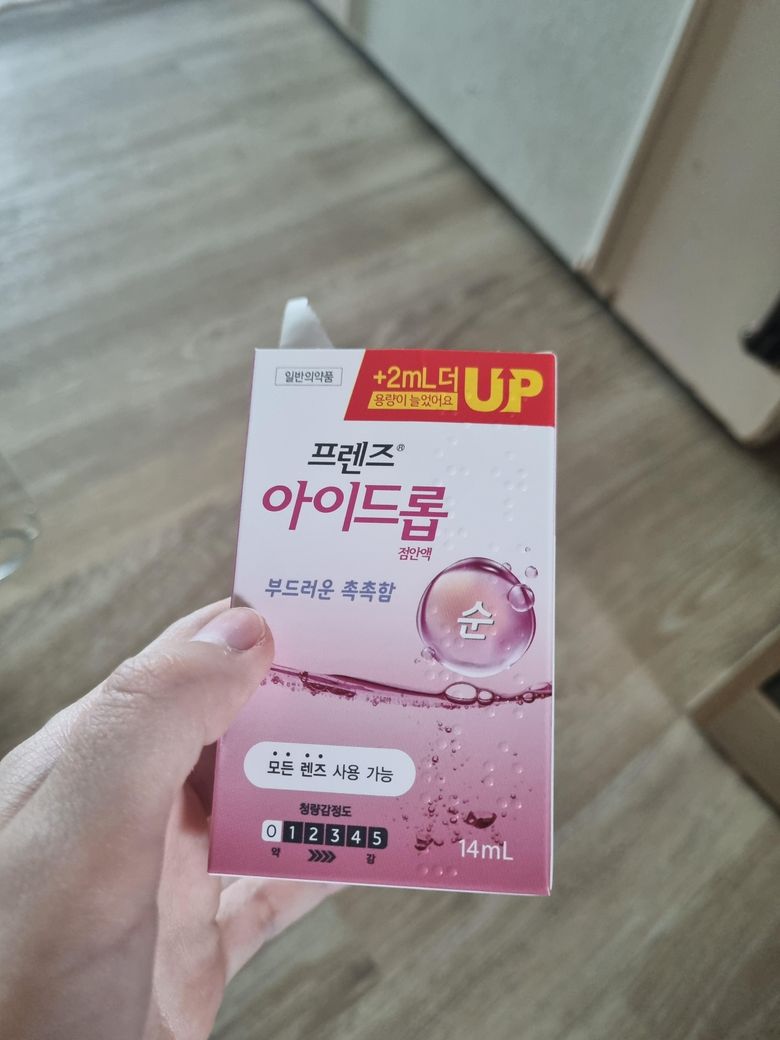 일반의약품
+2mL 더
용량이 늘었어요
UP
프렌즈®
아이드롭
점안액
부드러운 촉촉함
순
모든 렌즈 사용 가능
청량감정도
0 1 2 3 4 5
약 》》》 강
14mL